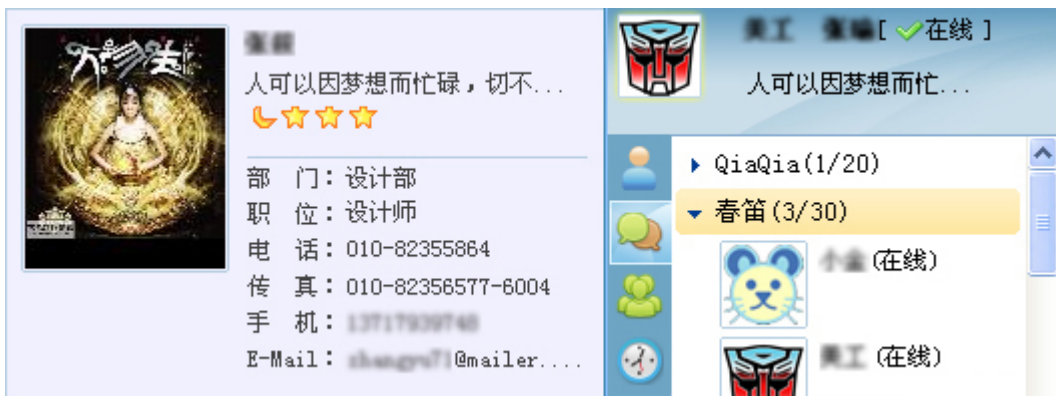 人可以因梦想而忙碌，切不...
部 门：设计部
职 位：设计师
电 话：010-82355864
传 真：010-82356577-6004
手 机：
E-Mail：@mailer....
[ 在线 ]
人可以因梦想而忙...
QiaQia(1/20)
春笛(3/30)
(在线)
(在线)